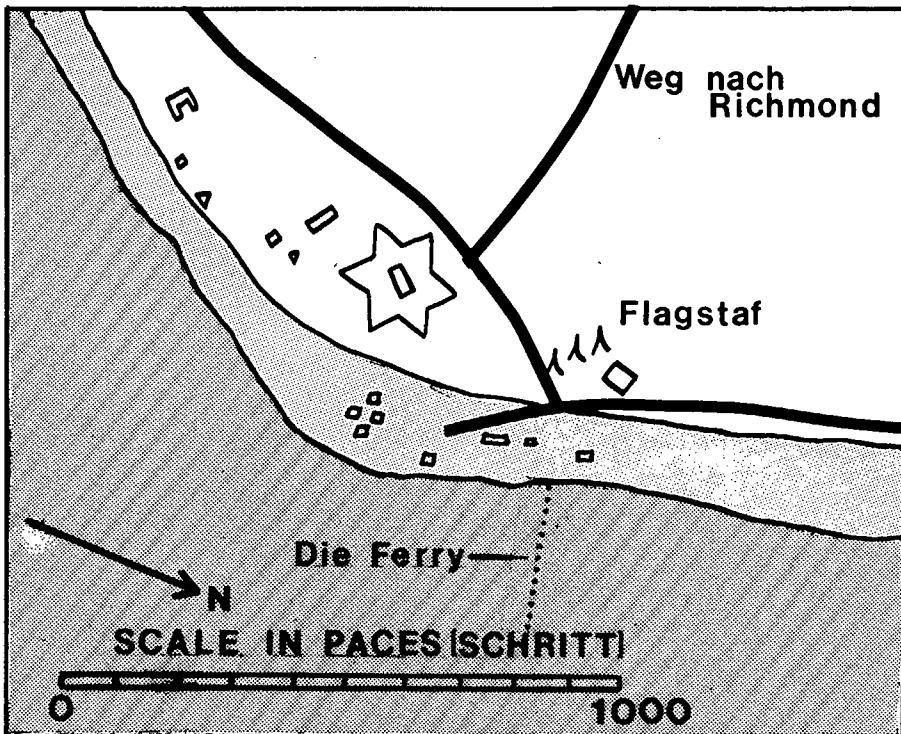 Weg nach
Richmond
Flagstaf
Die Ferry
N
SCALE IN PACES (SCHRITT)
0 1000